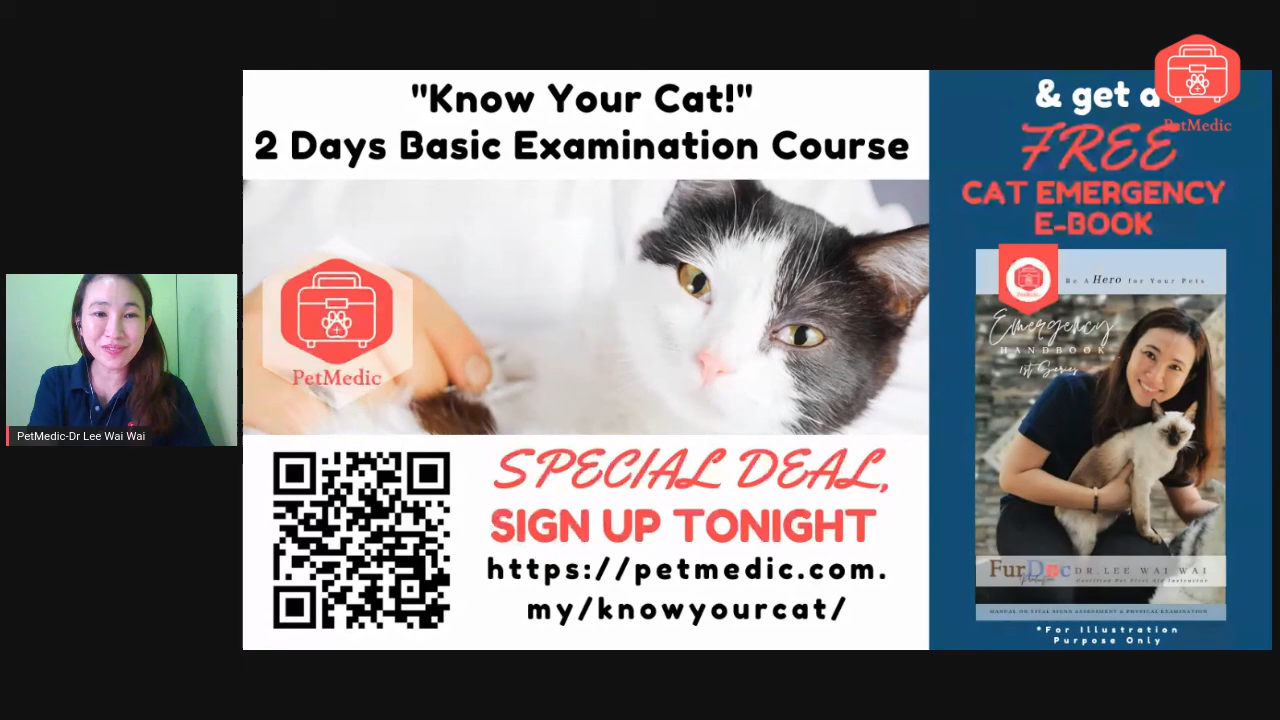 "Know Your Cat!"
2 Days Basic Examination Course
PetMedic
SPECIAL DEAL,
SIGN UP TONIGHT
https://petmedic.com.
my/knowyourcat/
& get a
FREE
CAT EMERGENCY
E-BOOK
PetMedic
Be A Hero for Your Pets
Emergency
HANDBOOK
1st Series
FurDoc
DR. LEE WAI WAI
Certified Pet First Aid Instructor
MANUAL ON VITAL SIGNS ASSESSMENT & PHYSICAL EXAMINATION
*For Illustration
Purpose Only
PetMedic-Dr Lee Wai Wai